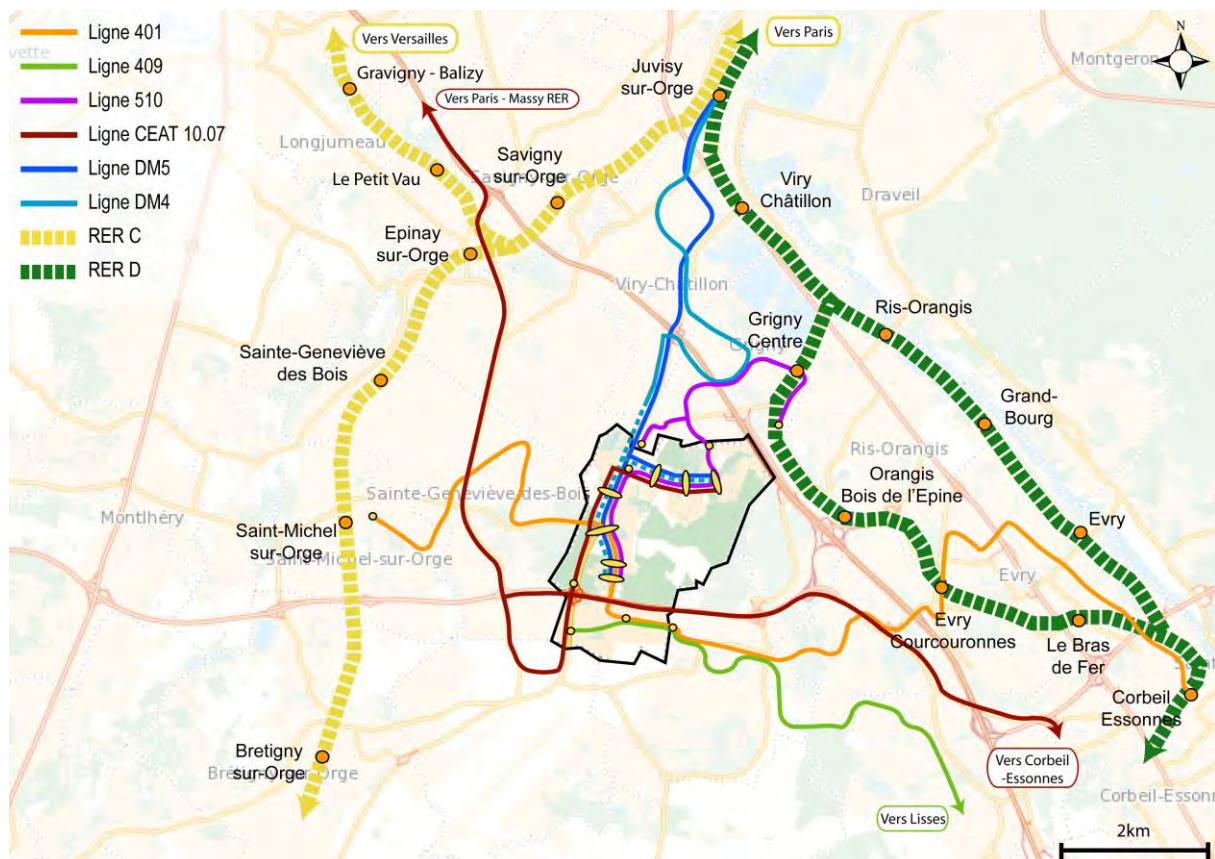 Ligne 401
Ligne 409
Ligne 510
Ligne CEAT 10.07
Ligne DM5
Ligne DM4
RER C
RER D
Vers Versailles
Vers Paris
N
Montgeron
Gravigny - Balizy
Juvisy
sur-Orge
Vers Paris - Massy RER
Longjumeau
Savigny
sur-Orge
Le Petit Vau
Viry
Châtillon
Draveil
Epinay
sur-Orge
Viry-Châtillon
Grigny
Centre
Ris-Orangis
Sainte-Geneviève
des Bois
Grand-
Bourg
Ris-Orangis
Orangis
Bois de l'Epine
Sainte-Geneviève-des-Bois
Montlhéry
Saint-Michel
sur-Orge
Saint-Michel-sur-Orge
Evry
Evry
Evry
Courcouronnes
Le Bras
de Fer
Corbeil
Essonnes
Bretigny
sur-Orge
Vers Corbeil
-Essonnes
Vers Lisses
Corbeil-Essonn
2km